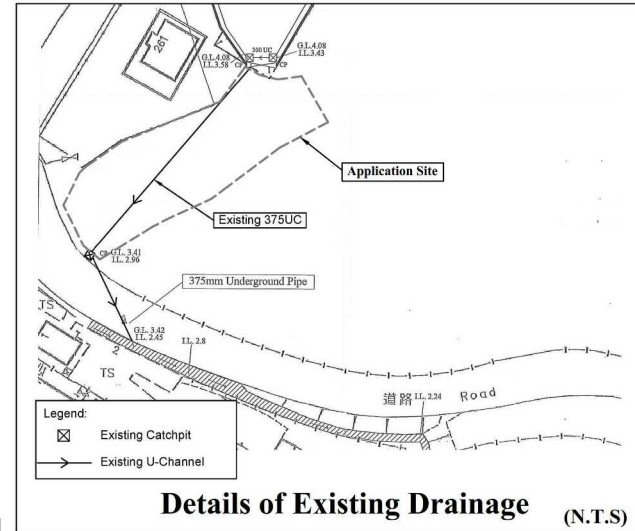 261
G.L.4.08
I.L.3.58
300 UC
G.L.4.08
I.L.3.43
CP
CP
Application Site
Existing 375UC
CP
G.L. 3.41
I.L. 2.96
375mm Underground Pipe
G.L. 3.42
I.L. 2.45
I.L. 2.8
TS
2
TS
道路
I.L. 2.24
Road
Legend:
Existing Catchpit
Existing U-Channel
Details of Existing Drainage
(N.T.S)